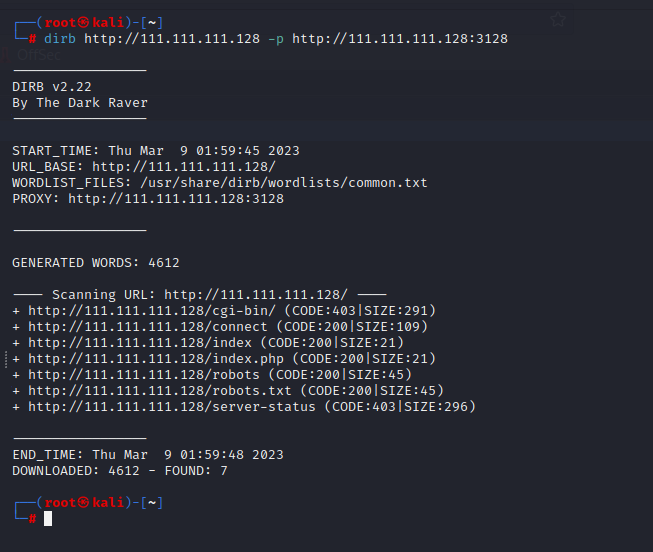 ┌──(root㉿kali)-[~]
└─# dirb http://111.111.111.128 -p http://111.111.111.128:3128
OffSec
-----------------
DIRB v2.22
By The Dark Raver
-----------------
START_TIME: Thu Mar  9 01:59:45 2023
URL_BASE: http://111.111.111.128/
WORDLIST_FILES: /usr/share/dirb/wordlists/common.txt
PROXY: http://111.111.111.128:3128
-----------------
GENERATED WORDS: 4612
---- Scanning URL: http://111.111.111.128/ ----
+ http://111.111.111.128/cgi-bin/ (CODE:403|SIZE:291)
+ http://111.111.111.128/connect (CODE:200|SIZE:109)
+ http://111.111.111.128/index (CODE:200|SIZE:21)
+ http://111.111.111.128/index.php (CODE:200|SIZE:21)
+ http://111.111.111.128/robots (CODE:200|SIZE:45)
+ http://111.111.111.128/robots.txt (CODE:200|SIZE:45)
+ http://111.111.111.128/server-status (CODE:403|SIZE:296)
-----------------
END_TIME: Thu Mar  9 01:59:48 2023
DOWNLOADED: 4612 - FOUND: 7
┌──(root㉿kali)-[~]
└─#